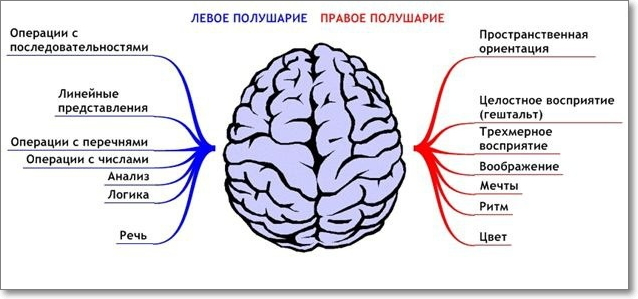 ЛЕВОЕ ПОЛУШАРИЕ ПРАВОЕ ПОЛУШАРИЕ
Операции с
последовательностями
Линейные
представления
Операции с перечнями
Операции с числами
Анализ
Логика
Речь
Пространственная
ориентация
Целостное восприятие
(гештальт)
Трехмерное
восприятие
Воображение
Мечты
Ритм
Цвет